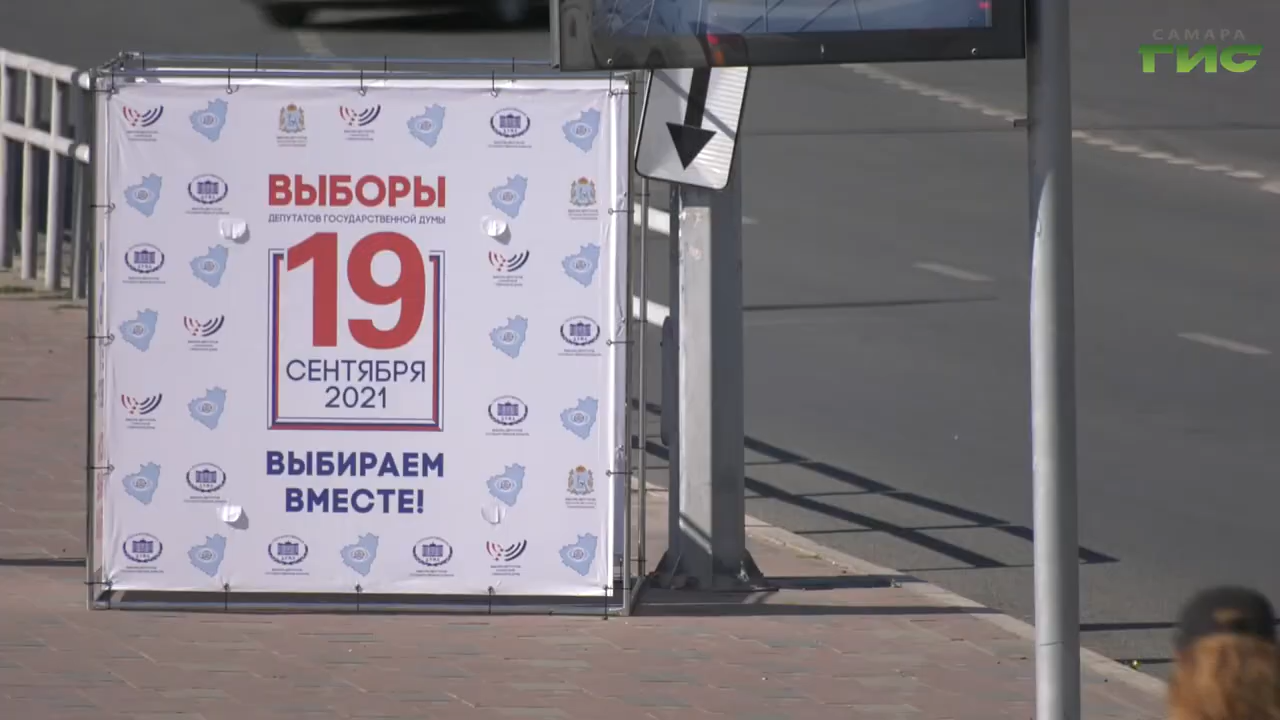 САМАРА
ГИС
ВЫБОРЫ
ДЕПУТАТОВ ГОСУДАРСТВЕННОЙ ДУМЫ
19
СЕНТЯБРЯ
2021
ВЫБИРАЕМ
ВМЕСТЕ!